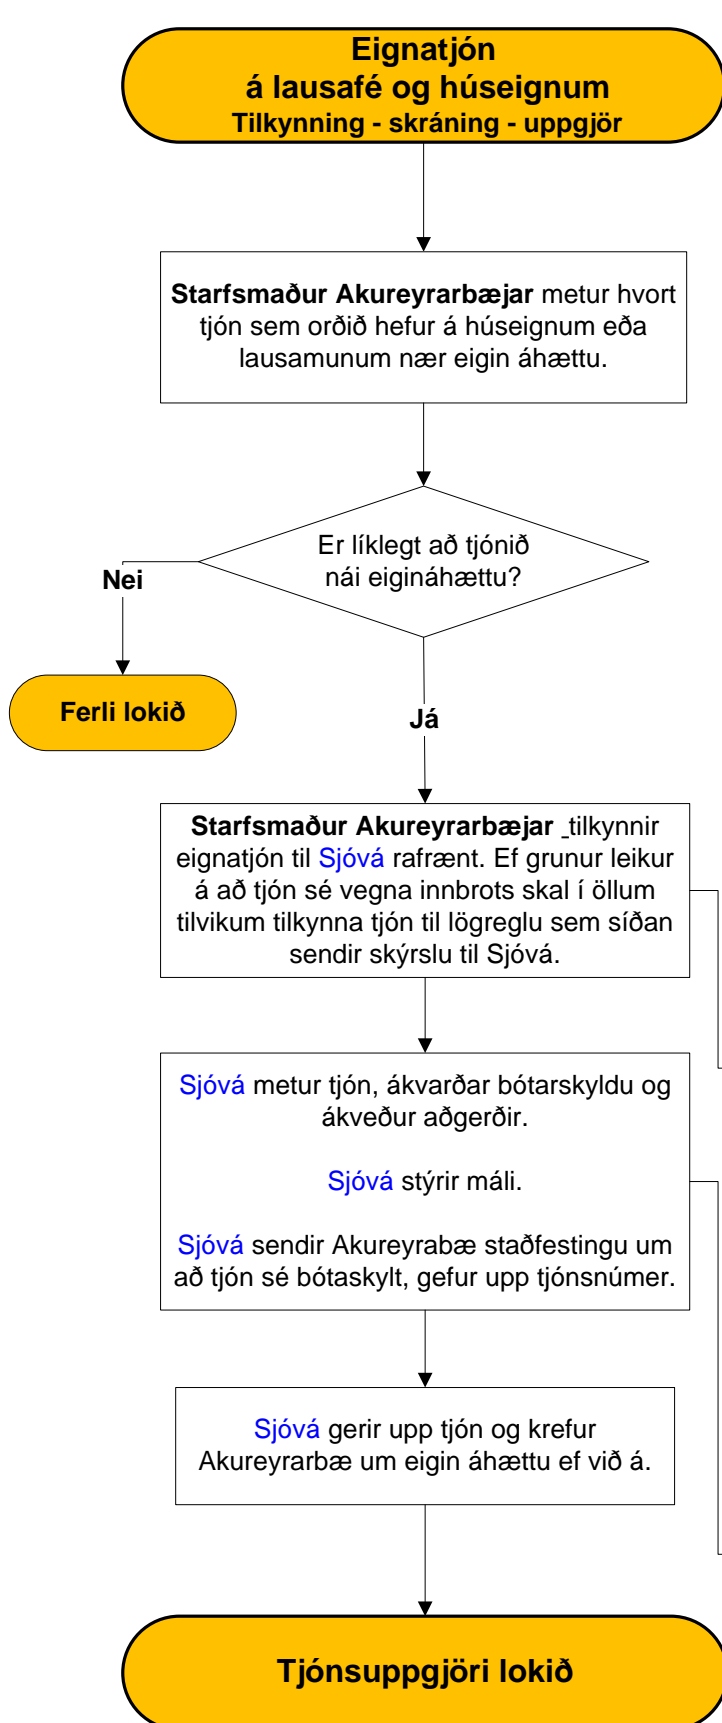 Eignatjón
á lausafé og húseignum
Tilkynning - skráning - uppgjör
Starfsmaður Akureyrarbæjar metur hvort
tjón sem orðið hefur á húseignum eða
lausamunum nær eigin áhættu.
Er líklegt að tjónið
nái eigináhættu?
Nei
Ferli lokið
Já
Starfsmaður Akureyrarbæjar tilkynnir
eignatjón til Sjóvá rafrænt. Ef grunur leikur
á að tjón sé vegna innbrots skal í öllum
tilvikum tilkynna tjón til lögreglu sem síðan
sendir skýrslu til Sjóvá.
Sjóvá metur tjón, ákvarðar bótarskyldu og
ákveður aðgerðir.
Sjóvá stýrir máli.
Sjóvá sendir Akureyrabæ staðfestingu um
að tjón sé bótaskylt, gefur upp tjónsnúmer.
Sjóvá gerir upp tjón og krefur
Akureyrarbæ um eigin áhættu ef við á.
Tjónsuppgjöri lokið